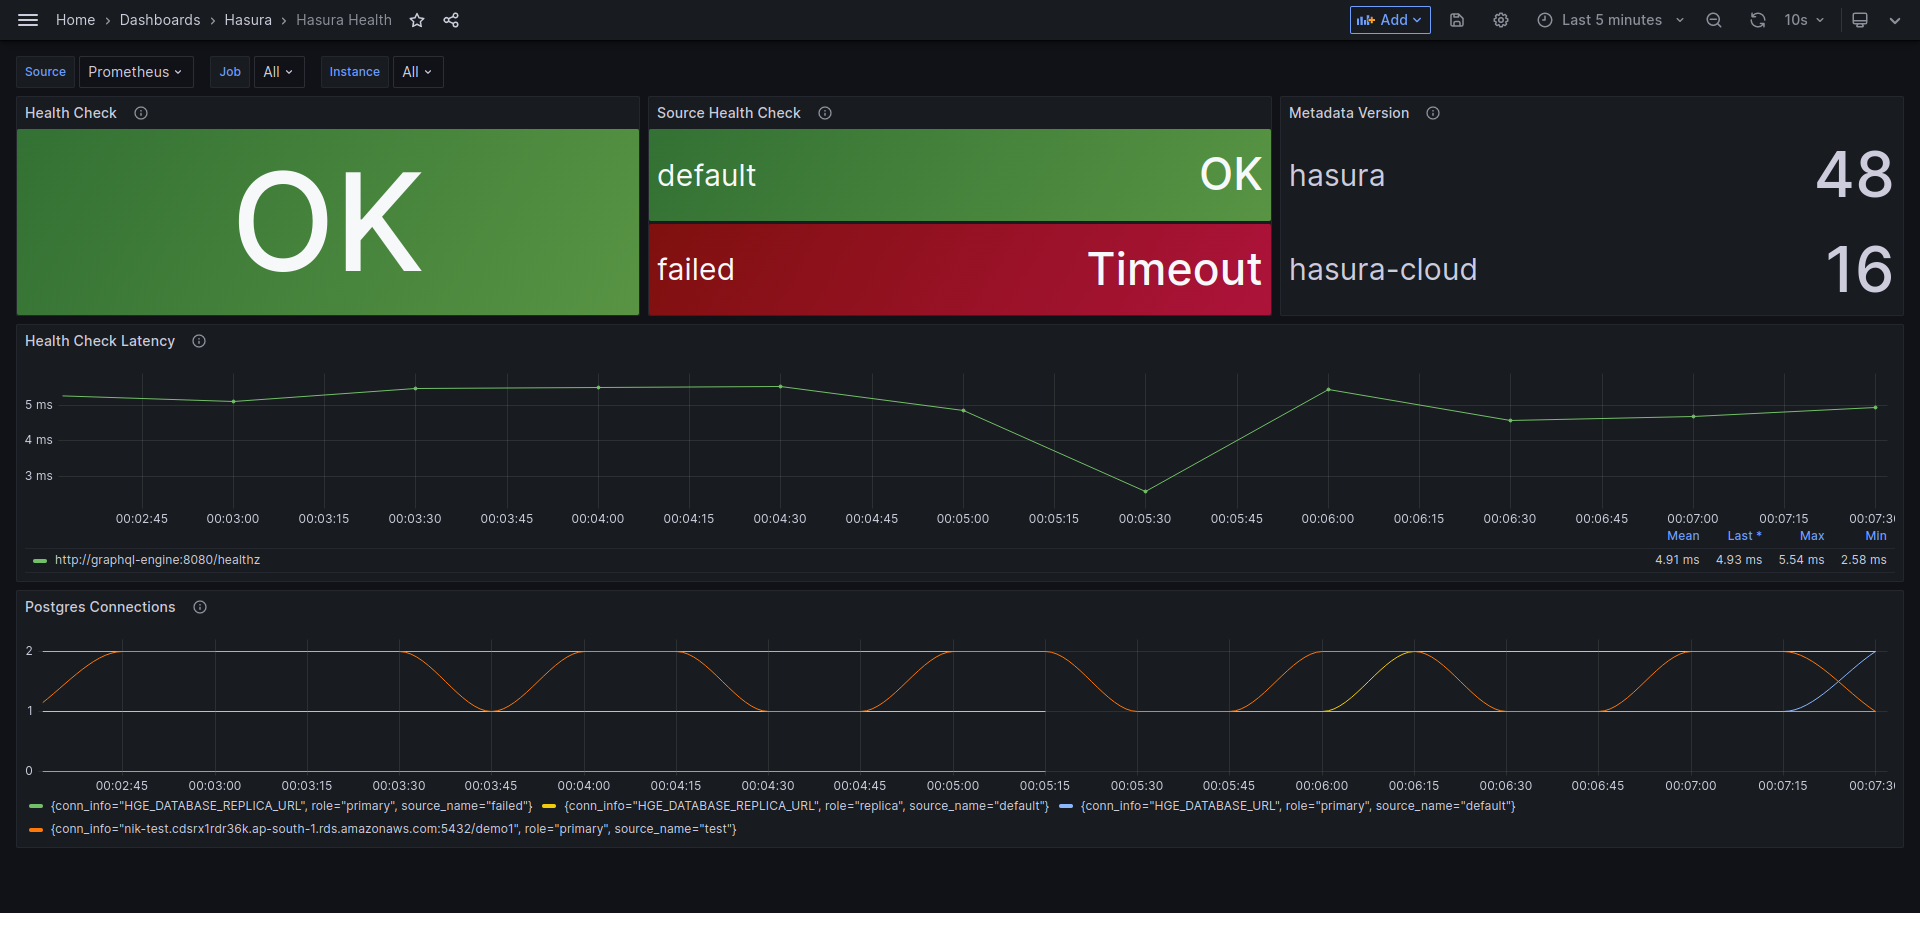 Home › Dashboards › Hasura › Hasura Health
Add
Last 5 minutes
10s
Source Prometheus Job All Instance All
Health Check
OK
Source Health Check
default OK
failed Timeout
Metadata Version
hasura 48
hasura-cloud 16
Health Check Latency
5 ms
4 ms
3 ms
00:02:45 00:03:00 00:03:15 00:03:30 00:03:45 00:04:00 00:04:15 00:04:30 00:04:45 00:05:00 00:05:15 00:05:30 00:05:45 00:06:00 00:06:15 00:06:30 00:06:45 00:07:00 00:07:15 00:07:3
Mean Last * Max Min
http://graphql-engine:8080/healthz 4.91 ms 4.93 ms 5.54 ms 2.58 ms
Postgres Connections
2
1
0
00:02:45 00:03:00 00:03:15 00:03:30 00:03:45 00:04:00 00:04:15 00:04:30 00:04:45 00:05:00 00:05:15 00:05:30 00:05:45 00:06:00 00:06:15 00:06:30 00:06:45 00:07:00 00:07:15 00:07:3
{conn_info="HGE_DATABASE_REPLICA_URL", role="primary", source_name="failed"} {conn_info="HGE_DATABASE_REPLICA_URL", role="replica", source_name="default"} {conn_info="HGE_DATABASE_URL", role="primary", source_name="default"}
{conn_info="nik-test.cdsrx1rdr36k.ap-south-1.rds.amazonaws.com:5432/demo1", role="primary", source_name="test"}